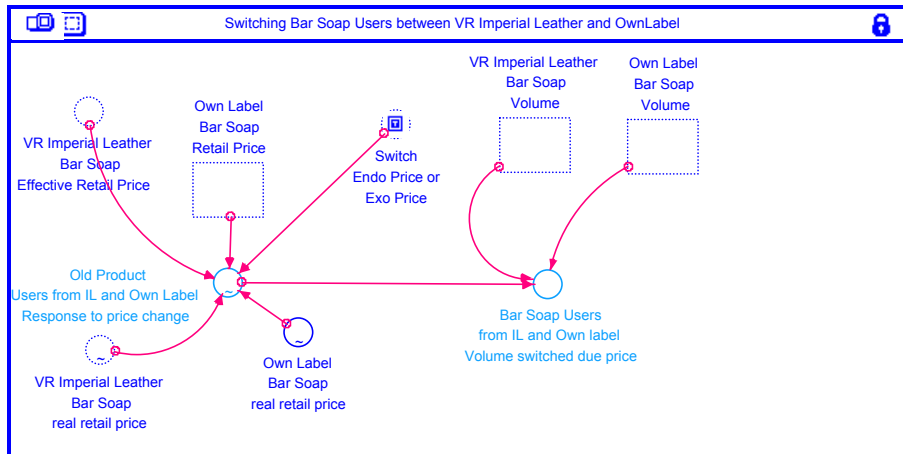 Switching Bar Soap Users between VR Imperial Leather and OwnLabel
VR Imperial Leather
Bar Soap
Volume
Own Label
Bar Soap
Volume
Own Label
Bar Soap
Retail Price
VR Imperial Leather
Bar Soap
Effective Retail Price
T
Switch
Endo Price or
Exo Price
Old Product
Users from IL and Own Label
Response to price change
~
Bar Soap Users
from IL and Own label
Volume switched due price
~
VR Imperial Leather
Bar Soap
real retail price
~
Own Label
Bar Soap
real retail price